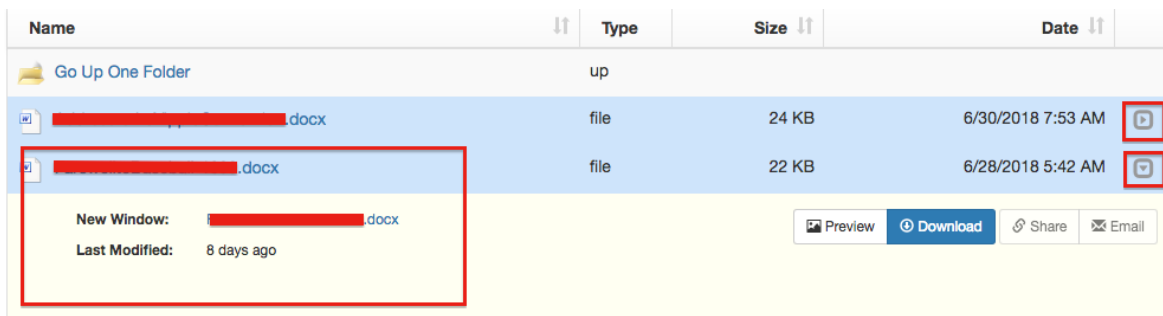 Name Type Size Date
Go Up One Folder up
.docx file 24 KB 6/30/2018 7:53 AM
.docx file 22 KB 6/28/2018 5:42 AM
New Window: .docx Preview Download Share Email
Last Modified: 8 days ago